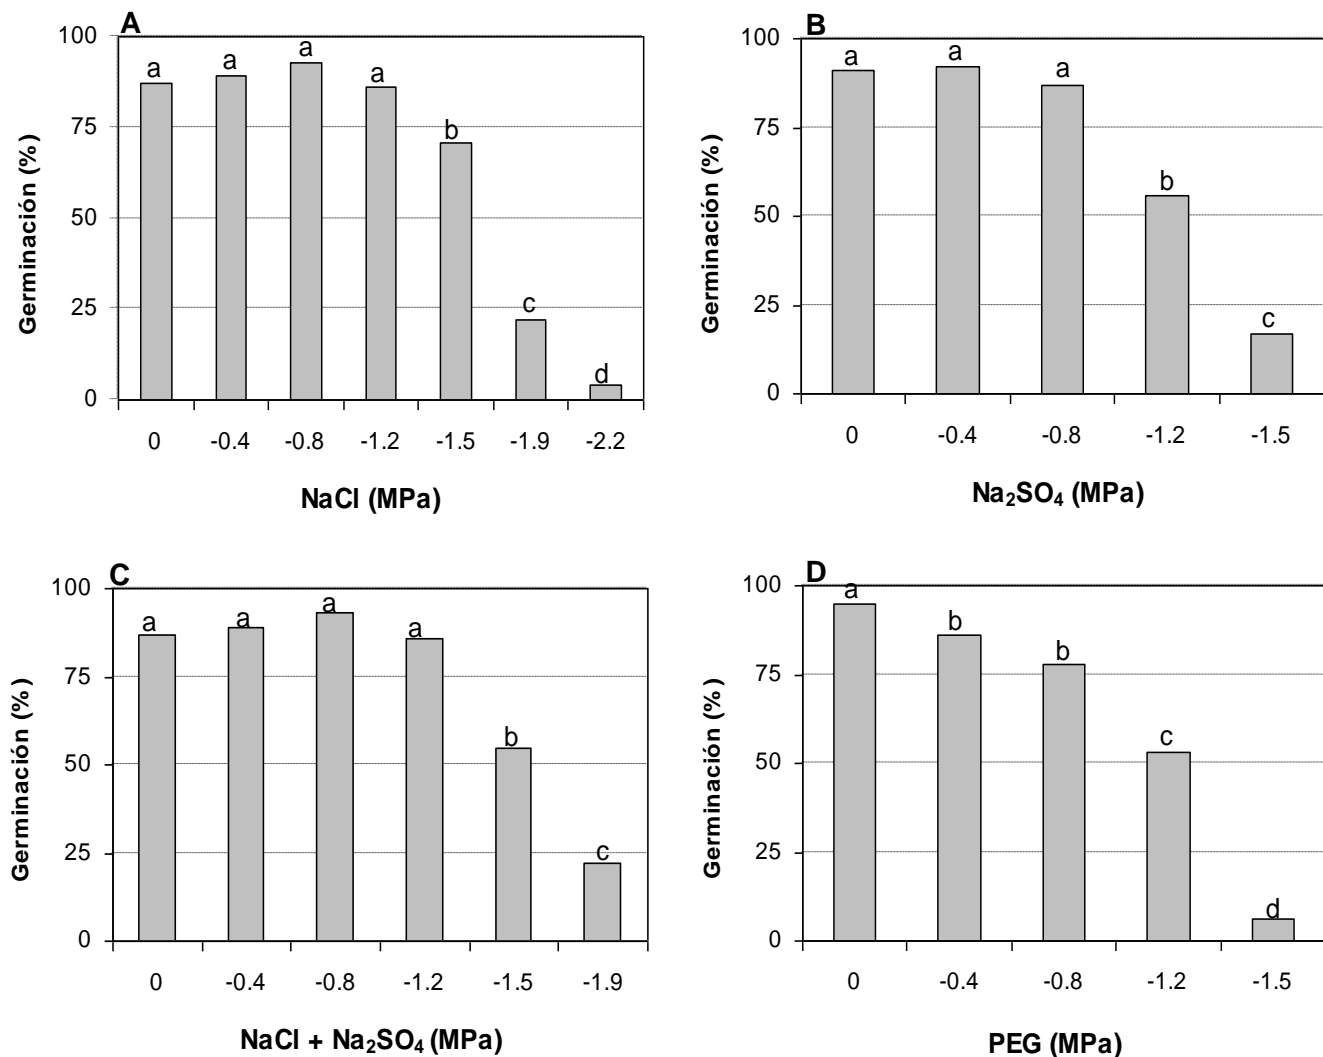 A
Germinación (%)
100
75
50
25
0
a a a a b c d
0 -0.4 -0.8 -1.2 -1.5 -1.9 -2.2
NaCl (MPa)
B
Germinación (%)
100
75
50
25
0
a a a b c
0 -0.4 -0.8 -1.2 -1.5
Na₂SO₄ (MPa)
C
Germinación (%)
100
75
50
25
0
a a a a b c
0 -0.4 -0.8 -1.2 -1.5 -1.9
NaCl + Na₂SO₄ (MPa)
D
Germinación (%)
100
75
50
25
0
a b b c d
0 -0.4 -0.8 -1.2 -1.5
PEG (MPa)